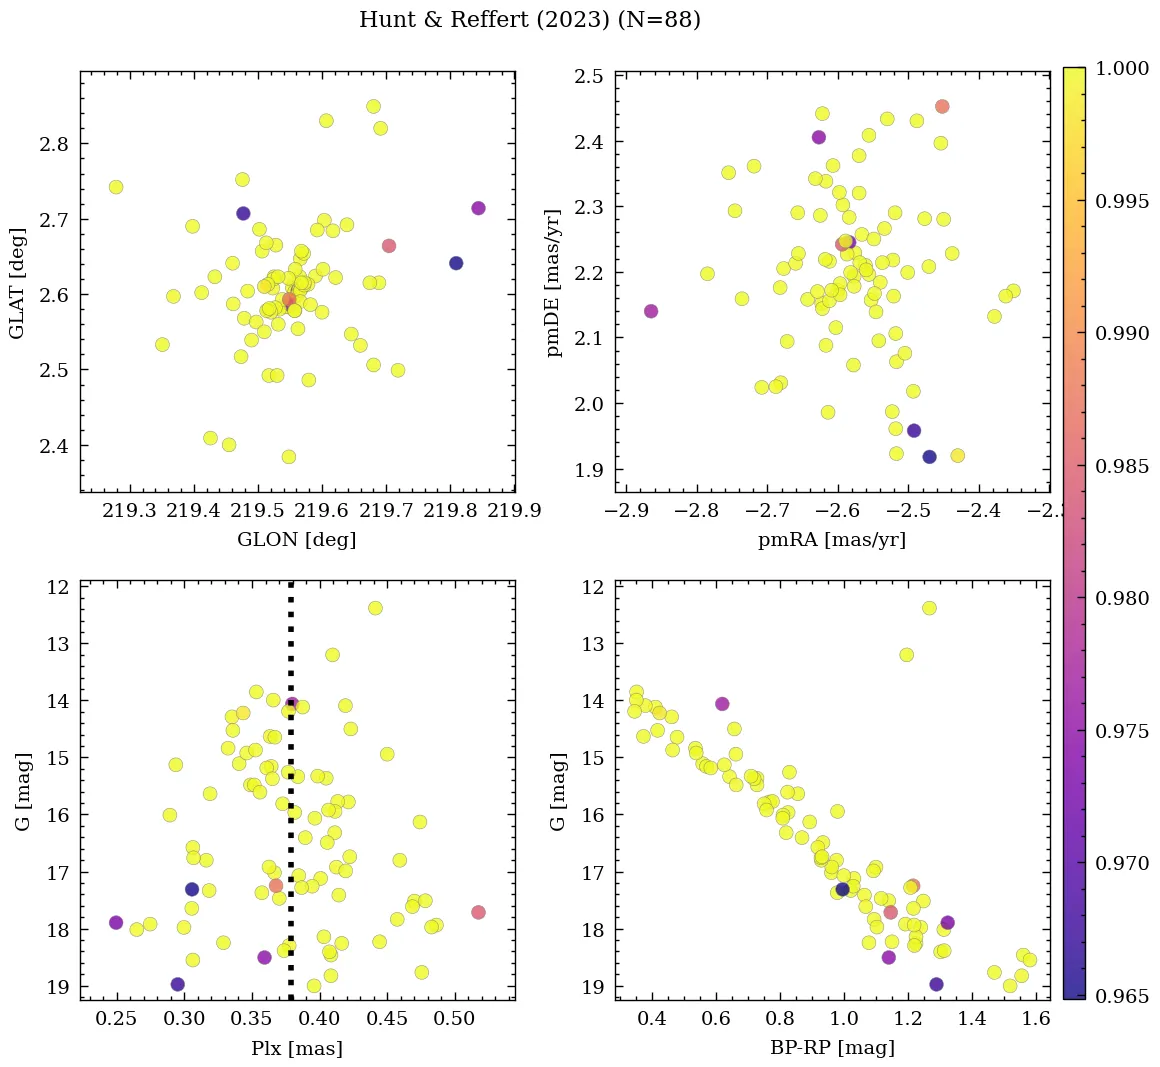 Hunt & Reffert (2023) (N=88)
2.8
2.7
2.6
2.5
2.4
GLAT [deg]
219.3 219.4 219.5 219.6 219.7 219.8 219.9
GLON [deg]
2.5
2.4
2.3
2.2
2.1
2.0
1.9
pmDE [mas/yr]
−2.9 −2.8 −2.7 −2.6 −2.5 −2.4
pmRA [mas/yr]
12
13
14
15
16
17
18
19
G [mag]
0.25 0.30 0.35 0.40 0.45 0.50
Plx [mas]
12
13
14
15
16
17
18
19
G [mag]
0.4 0.6 0.8 1.0 1.2 1.4 1.6
BP-RP [mag]
1.000
0.995
0.990
0.985
0.980
0.975
0.970
0.965